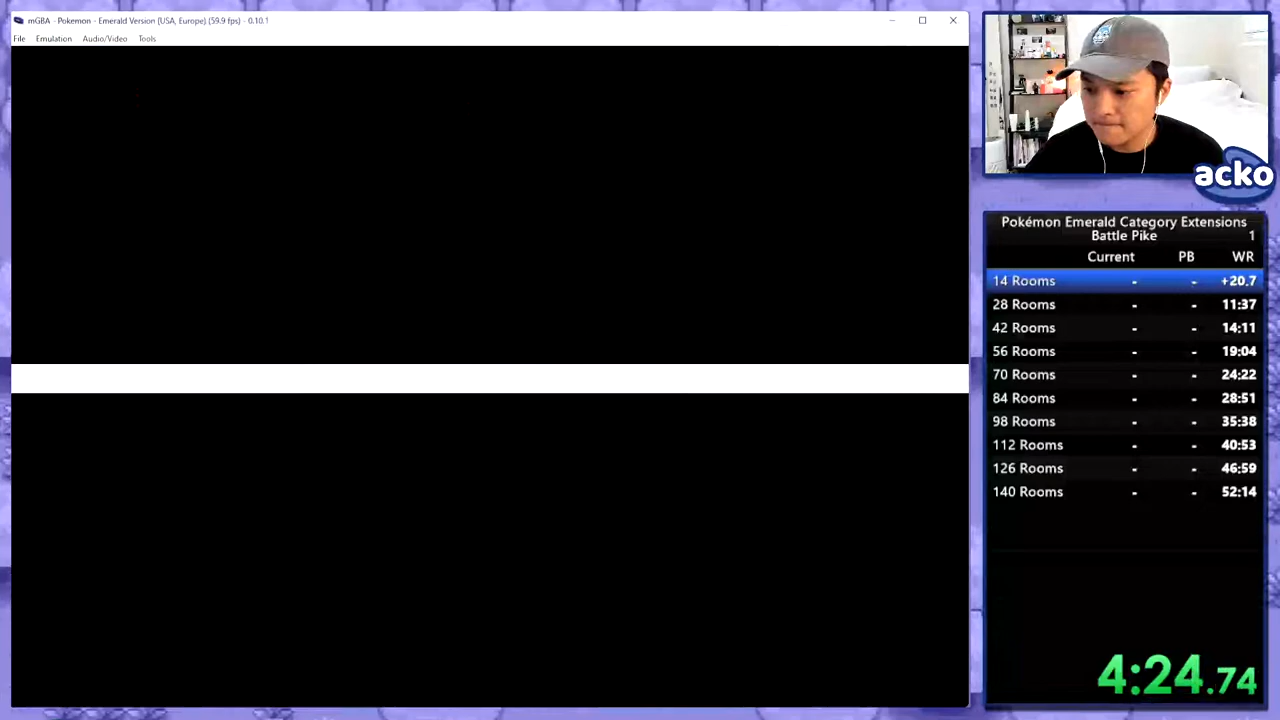 mGBA - Pokemon - Emerald Version (USA, Europe) (59.9 fps) - 0.10.1
File Emulation Audio/Video Tools
acko
Pokémon Emerald Category Extensions
Battle Pike 1
Current PB WR
14 Rooms - - +20.7
28 Rooms - - 11:37
42 Rooms - - 14:11
56 Rooms - - 19:04
70 Rooms - - 24:22
84 Rooms - - 28:51
98 Rooms - - 35:38
112 Rooms - - 40:53
126 Rooms - - 46:59
140 Rooms - - 52:14
4:24.74